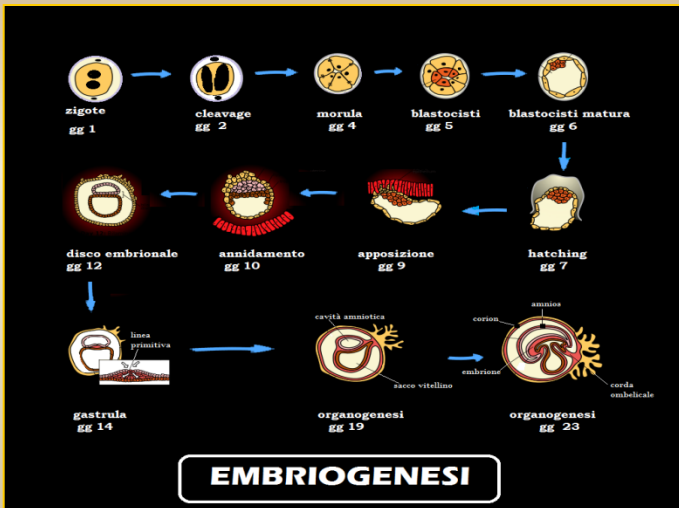 zigote
gg 1
cleavage
gg 2
morula
gg 4
blastocisti
gg 5
blastocisti matura
gg 6
disco embrionale
gg 12
annidamento
gg 10
apposizione
gg 9
hatching
gg 7
linea
primitiva
cavità amniotica
sacco vitellino
amnios
corion
embrione
corda
ombelicale
gastrula
gg 14
organogenesi
gg 19
organogenesi
gg 23
EMBRIOGENESI